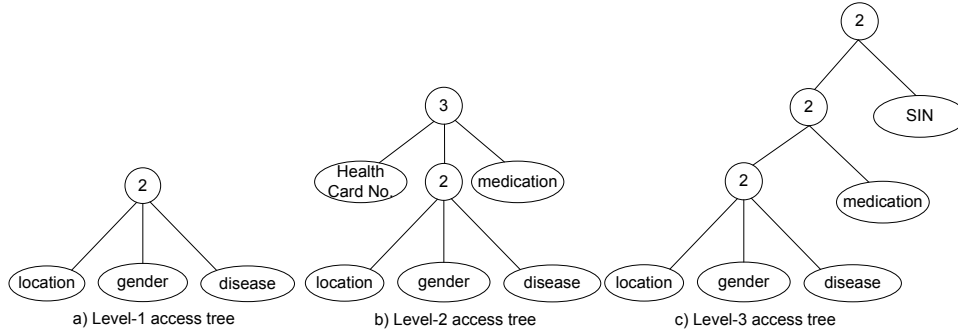 2
location
gender
disease
a) Level-1 access tree
3
Health
Card No.
2
medication
location
gender
disease
b) Level-2 access tree
2
2
SIN
2
medication
location
gender
disease
c) Level-3 access tree